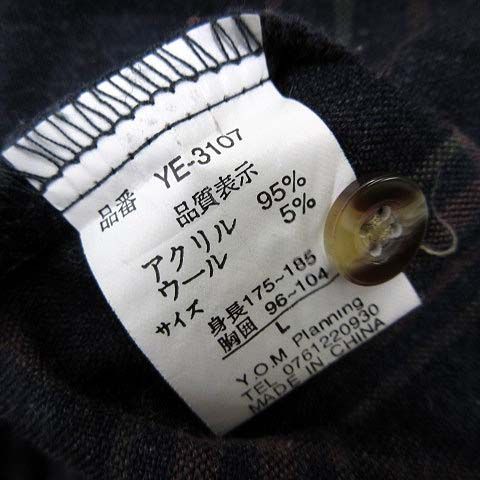 品番 YE-3107
品質表示
アクリル 95%
ウール 5%
サイズ
身長175~185
胸囲 96~104
L
Y.O.M Planning
TEL 0761220930
MADE IN CHINA